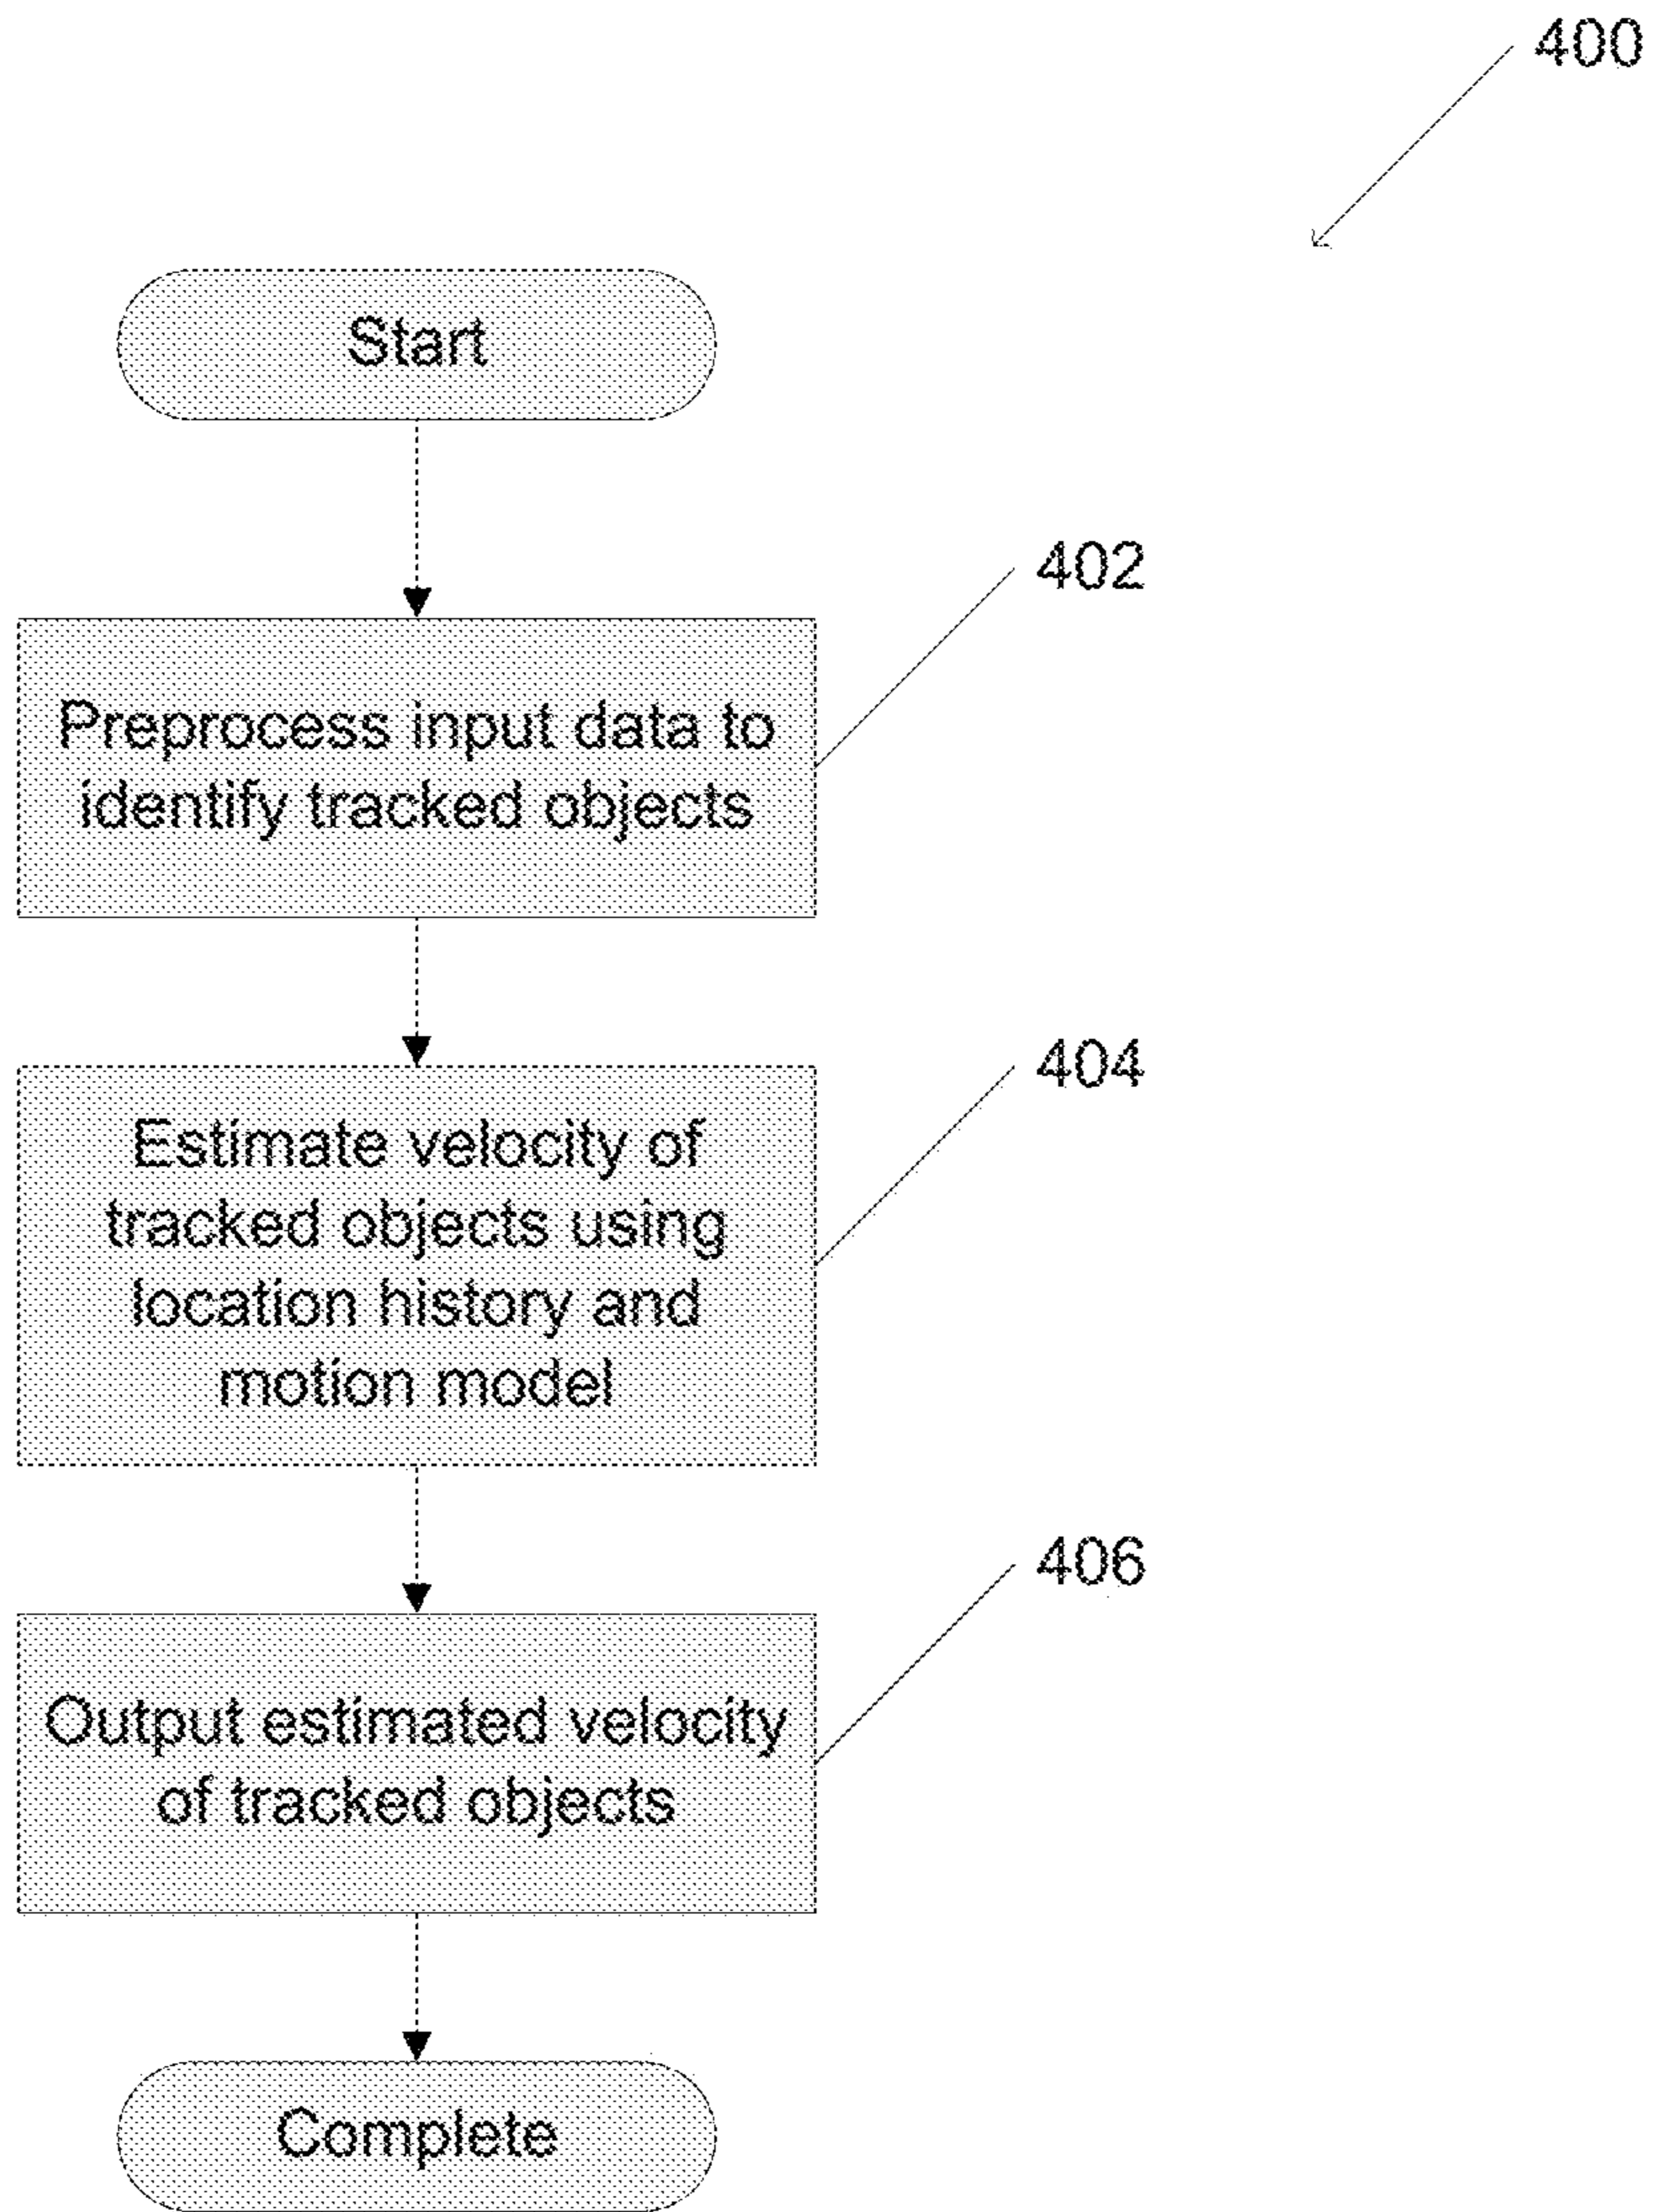 400
Start
402
Preprocess input data to
identify tracked objects
404
Estimate velocity of
tracked objects using
location history and
motion model
406
Output estimated velocity
of tracked objects
Complete